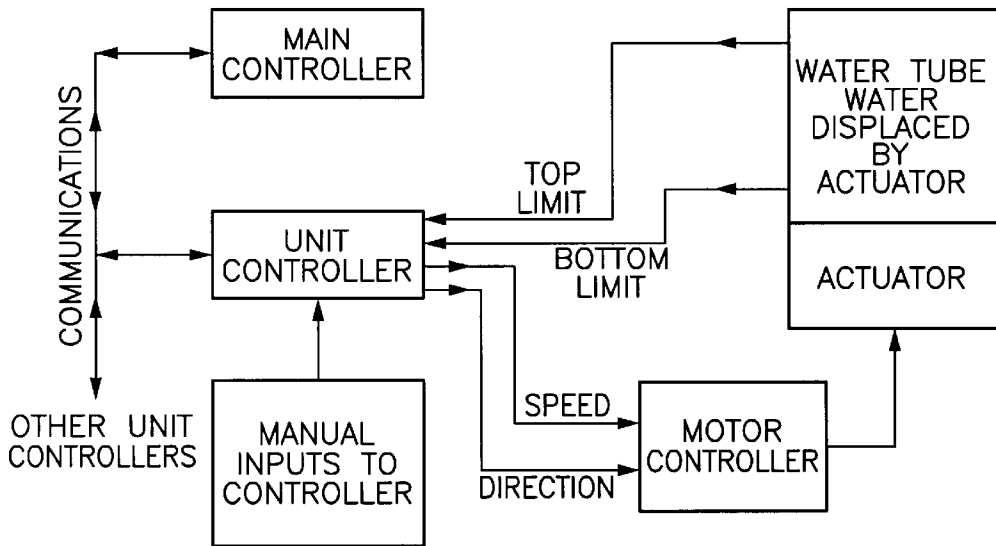 MAIN
CONTROLLER
WATER TUBE
WATER
DISPLACED
BY
ACTUATOR
COMMUNICATIONS
TOP
LIMIT
UNIT
CONTROLLER
BOTTOM
LIMIT
ACTUATOR
OTHER UNIT
CONTROLLERS
MANUAL
INPUTS TO
CONTROLLER
SPEED
DIRECTION
MOTOR
CONTROLLER